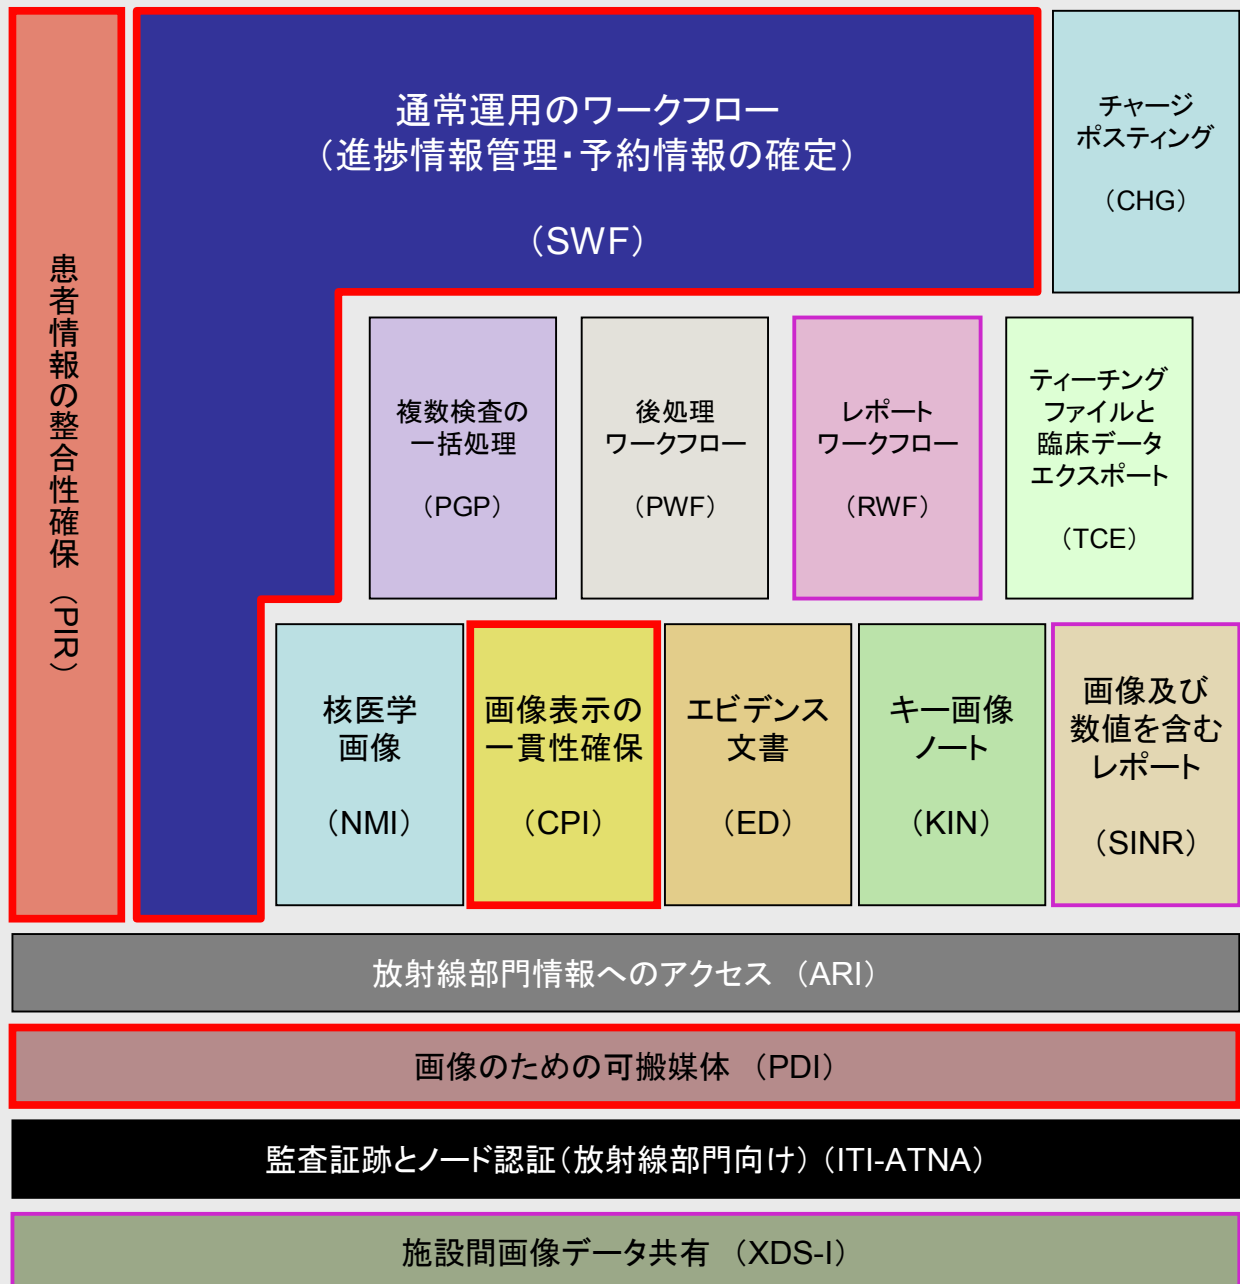 患者情報の整合性確保（PIR）
通常運用のワークフロー
（進捗情報管理・予約情報の確定）
（SWF）
チャージ
ポスティング
（CHG）
複数検査の
一括処理
（PGP）
後処理
ワークフロー
（PWF）
レポート
ワークフロー
（RWF）
ティーチング
ファイルと
臨床データ
エクスポート
（TCE）
核医学
画像
（NMI）
画像表示の
一貫性確保
（CPI）
エビデンス
文書
（ED）
キー画像
ノート
（KIN）
画像及び
数値を含む
レポート
（SINR）
放射線部門情報へのアクセス （ARI）
画像のための可搬媒体 （PDI）
監査証跡とノード認証（放射線部門向け）（ITI-ATNA）
施設間画像データ共有 （XDS-I）